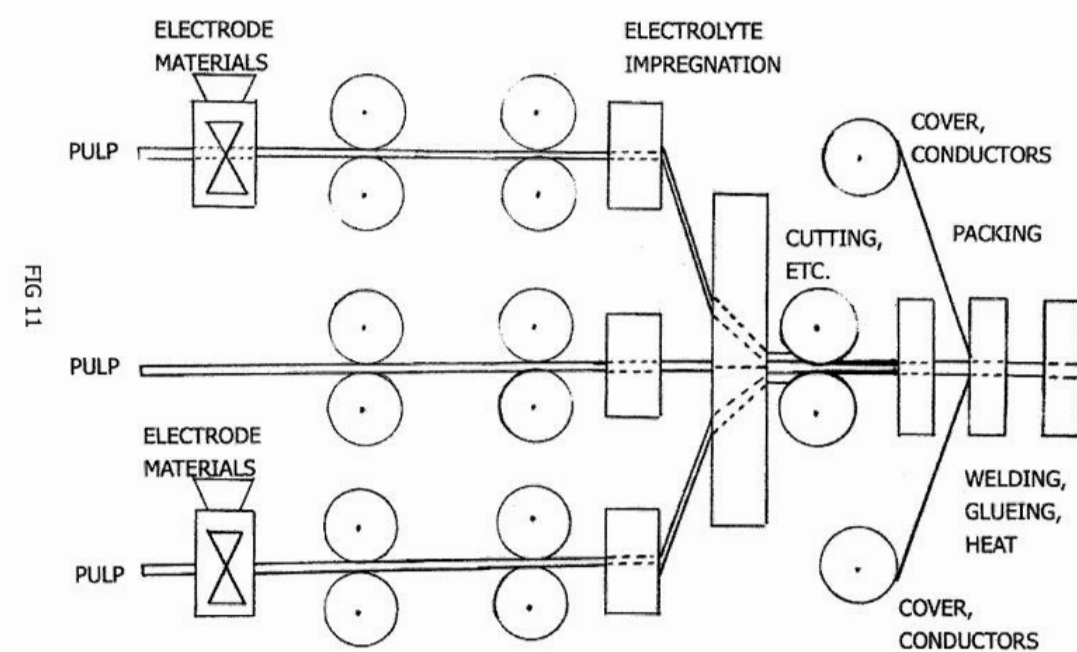 ELECTRODE
MATERIALS
ELECTROLYTE
IMPREGNATION
PULP
COVER,
CONDUCTORS
CUTTING,
ETC.
PACKING
FIG 11
PULP
ELECTRODE
MATERIALS
WELDING,
GLUEING,
HEAT
PULP
COVER,
CONDUCTORS